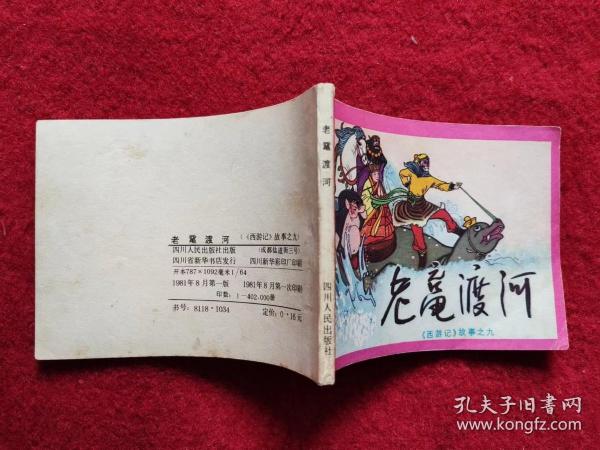 老鼋渡河
(《西游记》故事之九)
四川人民出版社出版
(成都盐道街三号)
四川省新华书店发行
四川新华彩印厂印刷
开本787×1092毫米1/64
1981年8月第一版
1981年8月第一次印刷
印数: 1—402,000册
书号: 8118·1034
定价: 0·16元
老鼋渡河
四川人民出版社
老鼋渡河
《西游记》故事之九
孔夫子旧书网
www.kongfz.com